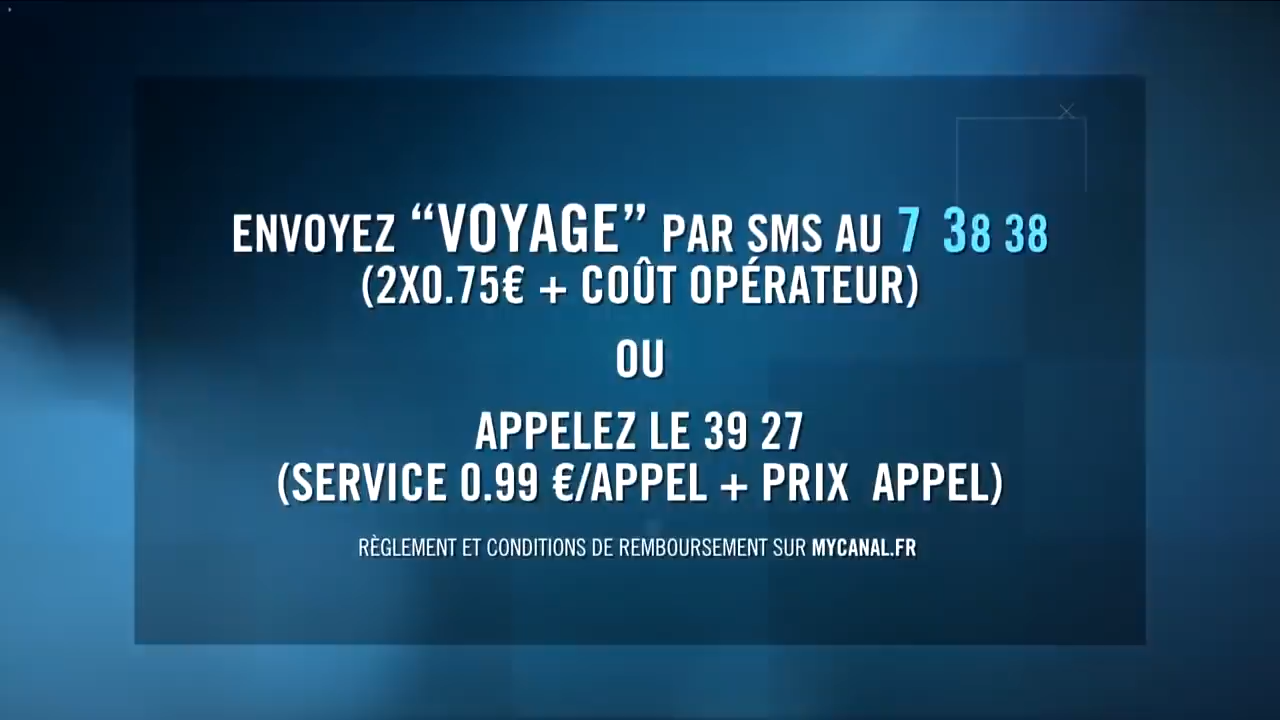 ENVOYEZ “VOYAGE” PAR SMS AU 7 38 38
(2X0.75€ + COÛT OPÉRATEUR)
OU
APPELEZ LE 39 27
(SERVICE 0.99 €/APPEL + PRIX APPEL)
RÈGLEMENT ET CONDITIONS DE REMBOURSEMENT SUR MYCANAL.FR